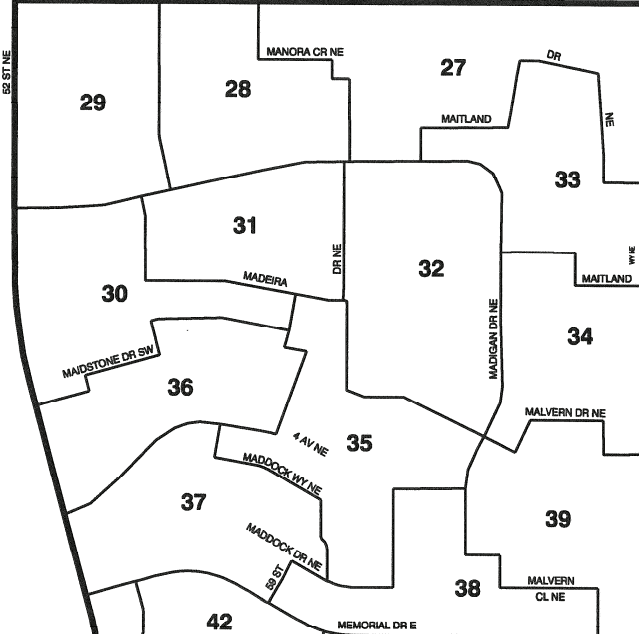 52 ST NE
29
28
MANORA CR NE
27
DR
NE
MAITLAND
33
31
DR NE
32
WY NE
MAITLAND
30
MADEIRA
MADIGAN DR NE
34
MAIDSTONE DR SW
36
MALVERN DR NE
4 AV NE
35
MADDOCK WY NE
37
39
MADDOCK DR NE
59 ST
38
MALVERN
CL NE
42
MEMORIAL DR E